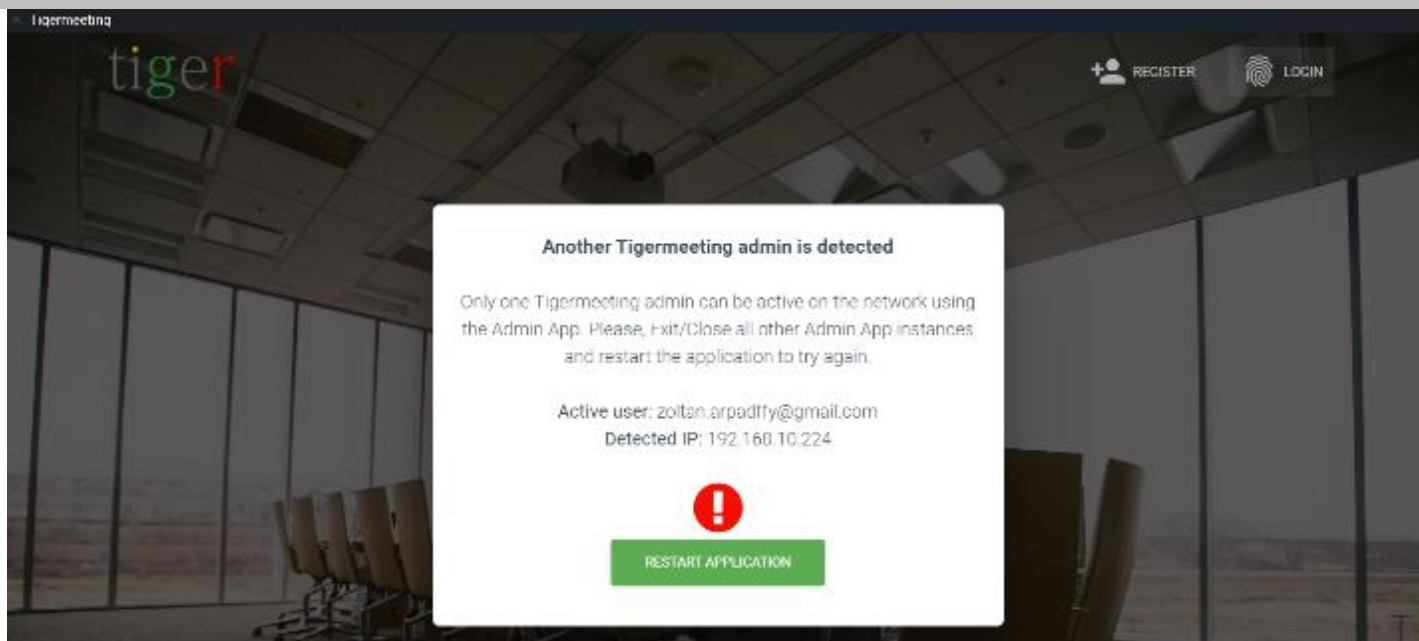 Tigermeeting
tiger
REGISTER
LOGIN
Another Tigermeeting admin is detected
Only one Tigermeeting admin can be active on the network using
the Admin App. Please, Exit/Close all other Admin App instances
and restart the application to try again.
Active user: zoltan.arpadffy@gmail.com
Detected IP: 192.168.10.224
RESTART APPLICATION